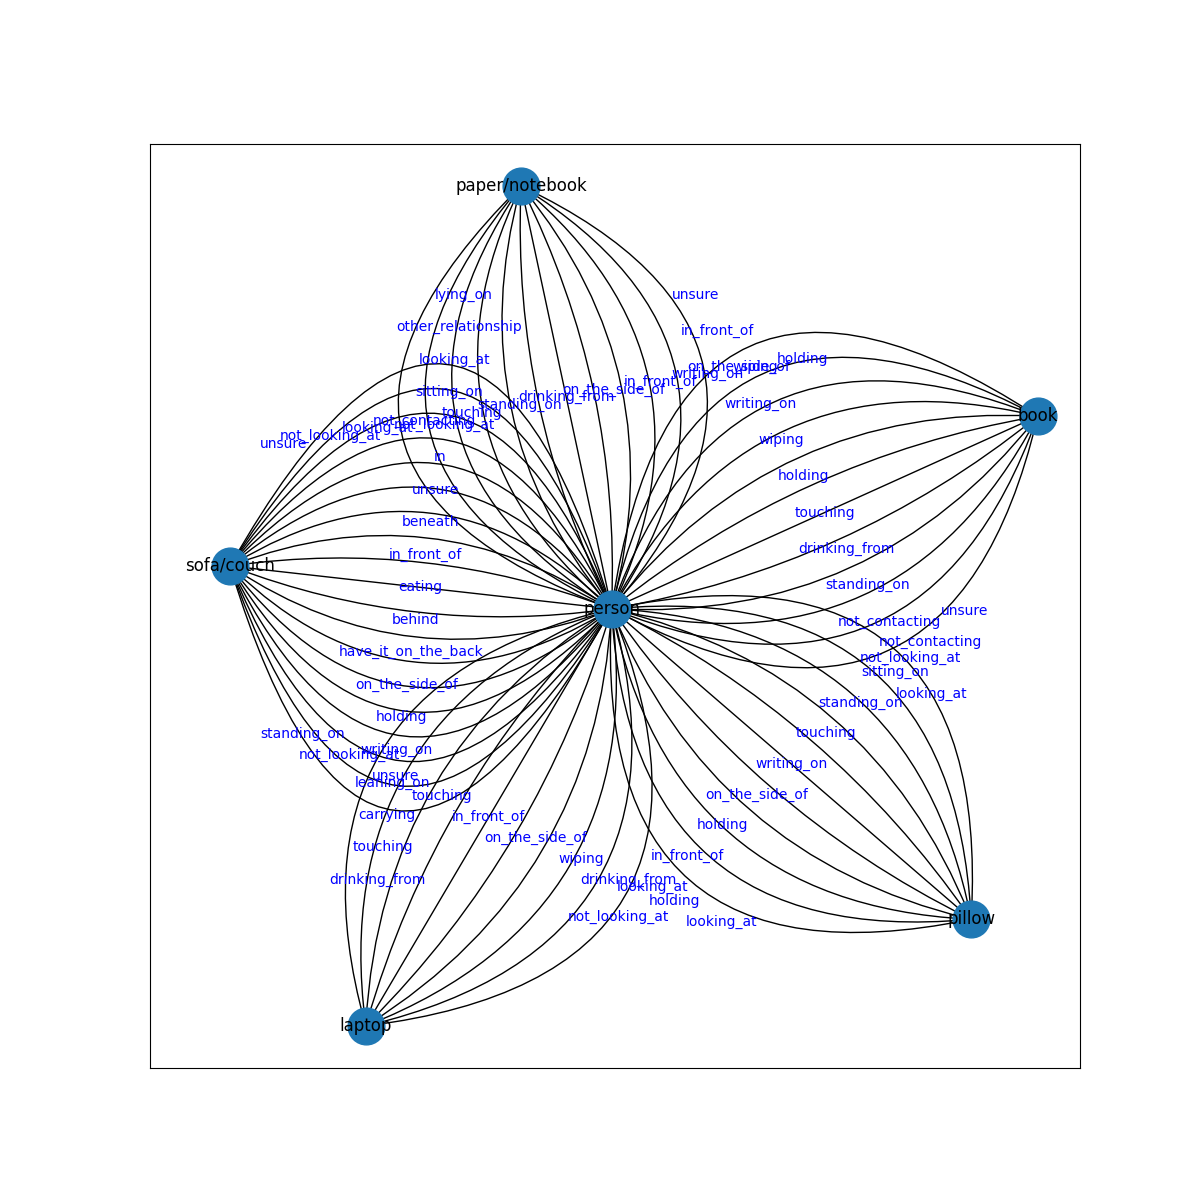 paper/notebook
lying_on
unsure
other_relationship
in_front_of
looking_at
holding
on_the_side_of
wiping
writing_on
in_front_of
sitting_on
on_the_side_of
drinking_from
standing_on
writing_on
touching
book
not_contacting
not_looking_at
looking_at
not_looking_at
unsure
wiping
in
holding
unsure
touching
beneath
drinking_from
in_front_of
sofa/couch
standing_on
eating
person
unsure
behind
not_contacting
not_contacting
have_it_on_the_back
not_looking_at
sitting_on
on_the_side_of
looking_at
standing_on
holding
standing_on
touching
writing_on
not_looking_at
writing_on
unsure
leaning_on
touching
on_the_side_of
carrying
in_front_of
holding
on_the_side_of
touching
in_front_of
wiping
drinking_from
drinking_from
looking_at
holding
not_looking_at
looking_at
pillow
laptop